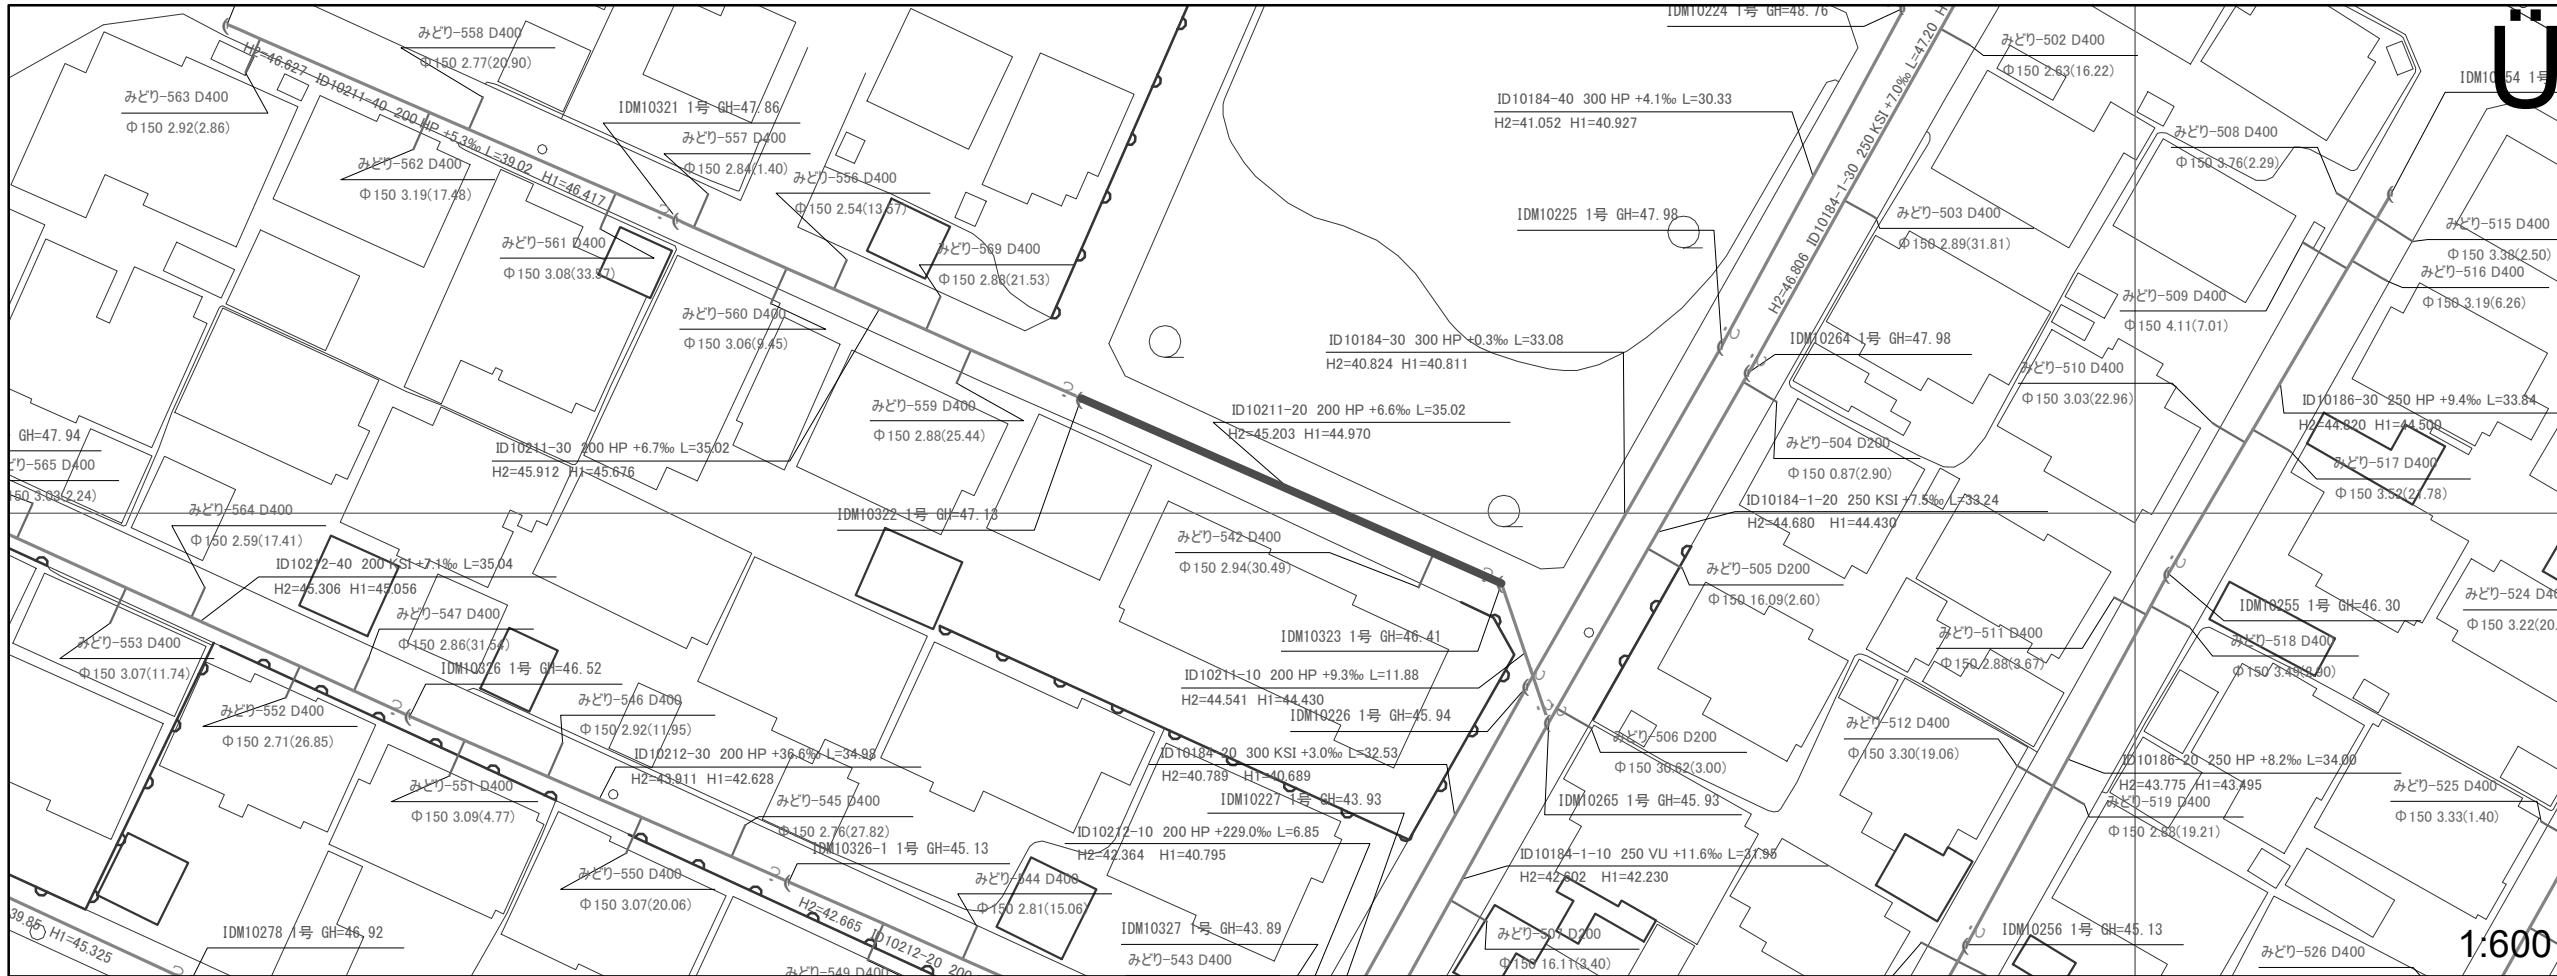 IDM10224 1号 GH=48.76
みどり-558 D400
Φ150 2.77(20.90)
みどり-502 D400
Φ150 2.63(16.22)
Ü
H2=46.627 ID10211-40 200 HP +5.3‰ L=39.02 H1=46.417
みどり-563 D400
Φ150 2.92(2.86)
IDM10321 1号 GH=47.86
みどり-557 D400
Φ150 2.84(1.40)
ID10184-40 300 HP +4.1‰ L=30.33
H2=41.052 H1=40.927
H2=46.806 ID10184-1-30 250 KSI +7.0‰ L=47.20
みどり-508 D400
Φ150 3.76(2.29)
みどり-562 D400
Φ150 3.19(17.48)
みどり-556 D400
Φ150 2.54(13.57)
IDM10225 1号 GH=47.98
みどり-503 D400
Φ150 2.89(31.81)
みどり-515 D400
Φ150 3.38(2.50)
みどり-561 D400
みどり-569 D400
Φ150 2.88(21.53)
みどり-516 D400
Φ150 3.19(6.26)
みどり-509 D400
Φ150 4.11(7.01)
みどり-560 D400
Φ150 3.06(9.45)
ID10184-30 300 HP +0.3‰ L=33.08
H2=40.824 H1=40.811
IDM10264 1号 GH=47.98
みどり-510 D400
Φ150 3.03(22.96)
みどり-559 D400
Φ150 2.88(25.44)
ID10211-20 200 HP +6.6‰ L=35.02
H2=45.203 H1=44.970
ID10186-30 250 HP +9.4‰ L=33.84
H2=44.820 H1=44.500
GH=47.94
ID10211-30 200 HP +6.7‰ L=35.02
H2=45.912 H1=45.676
みどり-504 D200
Φ150 0.87(2.90)
みどり-517 D400
Φ150 3.52(21.78)
-565 D400
ID10184-1-20 250 KSI +7.5‰ L=33.24
H2=44.680 H1=44.430
みどり-564 D400
Φ150 2.59(17.41)
IDM10322 1号 GH=47.13
みどり-542 D400
Φ150 2.94(30.49)
ID10212-40 200 KSI +7.1‰ L=35.04
H2=45.306 H1=45.056
みどり-505 D200
Φ150 16.09(2.60)
みどり-524
Φ150 3.22(20.
みどり-547 D400
Φ150 2.86(31.54)
IDM10255 1号 GH=46.30
みどり-553 D400
Φ150 3.07(11.74)
IDM10323 1号 GH=46.41
みどり-511 D400
Φ150 2.88(3.67)
みどり-518 D400
IDM10326 1号 GH=46.52
ID10211-10 200 HP +9.3‰ L=11.88
H2=44.541 H1=44.430
みどり-552 D400
Φ150 2.71(26.85)
みどり-546 D400
Φ150 2.92(11.95)
IDM10226 1号 GH=45.94
みどり-512 D400
Φ150 3.30(19.06)
みどり-506 D200
Φ150 30.62(3.00)
ID10212-30 200 HP +36.6‰ L=34.98
H2=43.911 H1=42.628
ID10184-20 300 KSI +3.0‰ L=32.53
H2=40.789 H1=40.689
ID10186-20 250 HP +8.2‰ L=34.00
H2=43.775 H1=43.495
みどり-551 D400
Φ150 3.09(4.77)
みどり-545 D400
Φ150 2.76(27.82)
IDM10227 1号 GH=43.93
IDM10265 1号 GH=45.93
みどり-519 D400
Φ150 2.88(19.21)
みどり-525 D400
Φ150 3.33(1.40)
ID10212-10 200 HP +229.0‰ L=6.85
H2=42.364 H1=40.795
IDM10326-1 1号 GH=45.13
ID10184-1-10 250 VU +11.6‰ L=31.95
H2=42.602 H1=42.230
みどり-550 D400
Φ150 3.07(20.06)
みどり-544 D400
Φ150 2.81(15.06)
H2=42.665 ID10212-20 200
39.85 H1=45.325
IDM10278 1号 GH=46.92
IDM10327 1号 GH=43.89
みどり-543 D400
みどり-507 D200
Φ150 16.11(3.40)
IDM10256 1号 GH=45.13
みどり-526 D400
みどり-549 D400
1:600